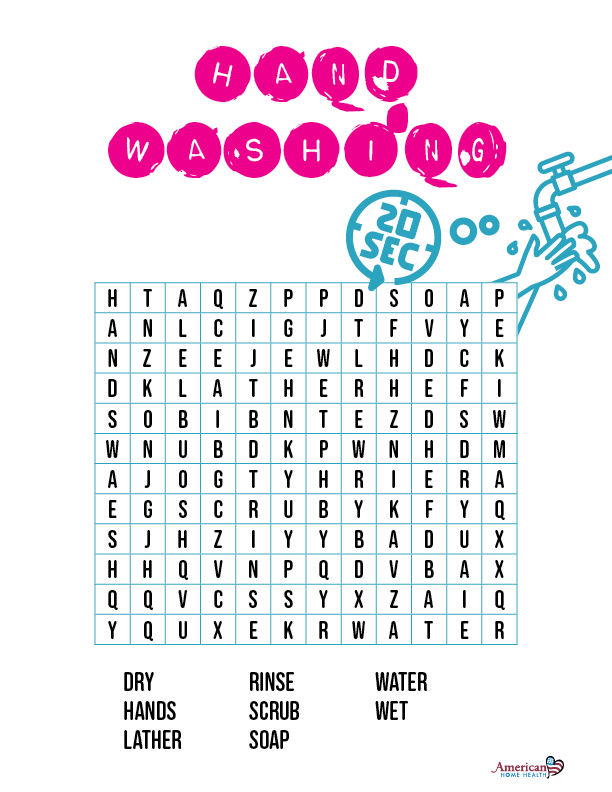 HAND
WASHING
20
SEC
H T A Q Z P P D S O A P
A N L C I G J T F V Y E
N Z E E J E W L H D C K
D K L A T H E R H E F I
S O B I B N T E Z D S W
W N U B D K P W N H D M
A J O G T Y H R I E R A
E G S C R U B Y K F Y Q
S J H Z I Y Y B A D U X
H H Q V N P Q D V B A X
Q Q V C S S Y X Z A I Q
Y Q U X E K R W A T E R
DRY RINSE WATER
HANDS SCRUB WET
LATHER SOAP
American
HOME HEALTH